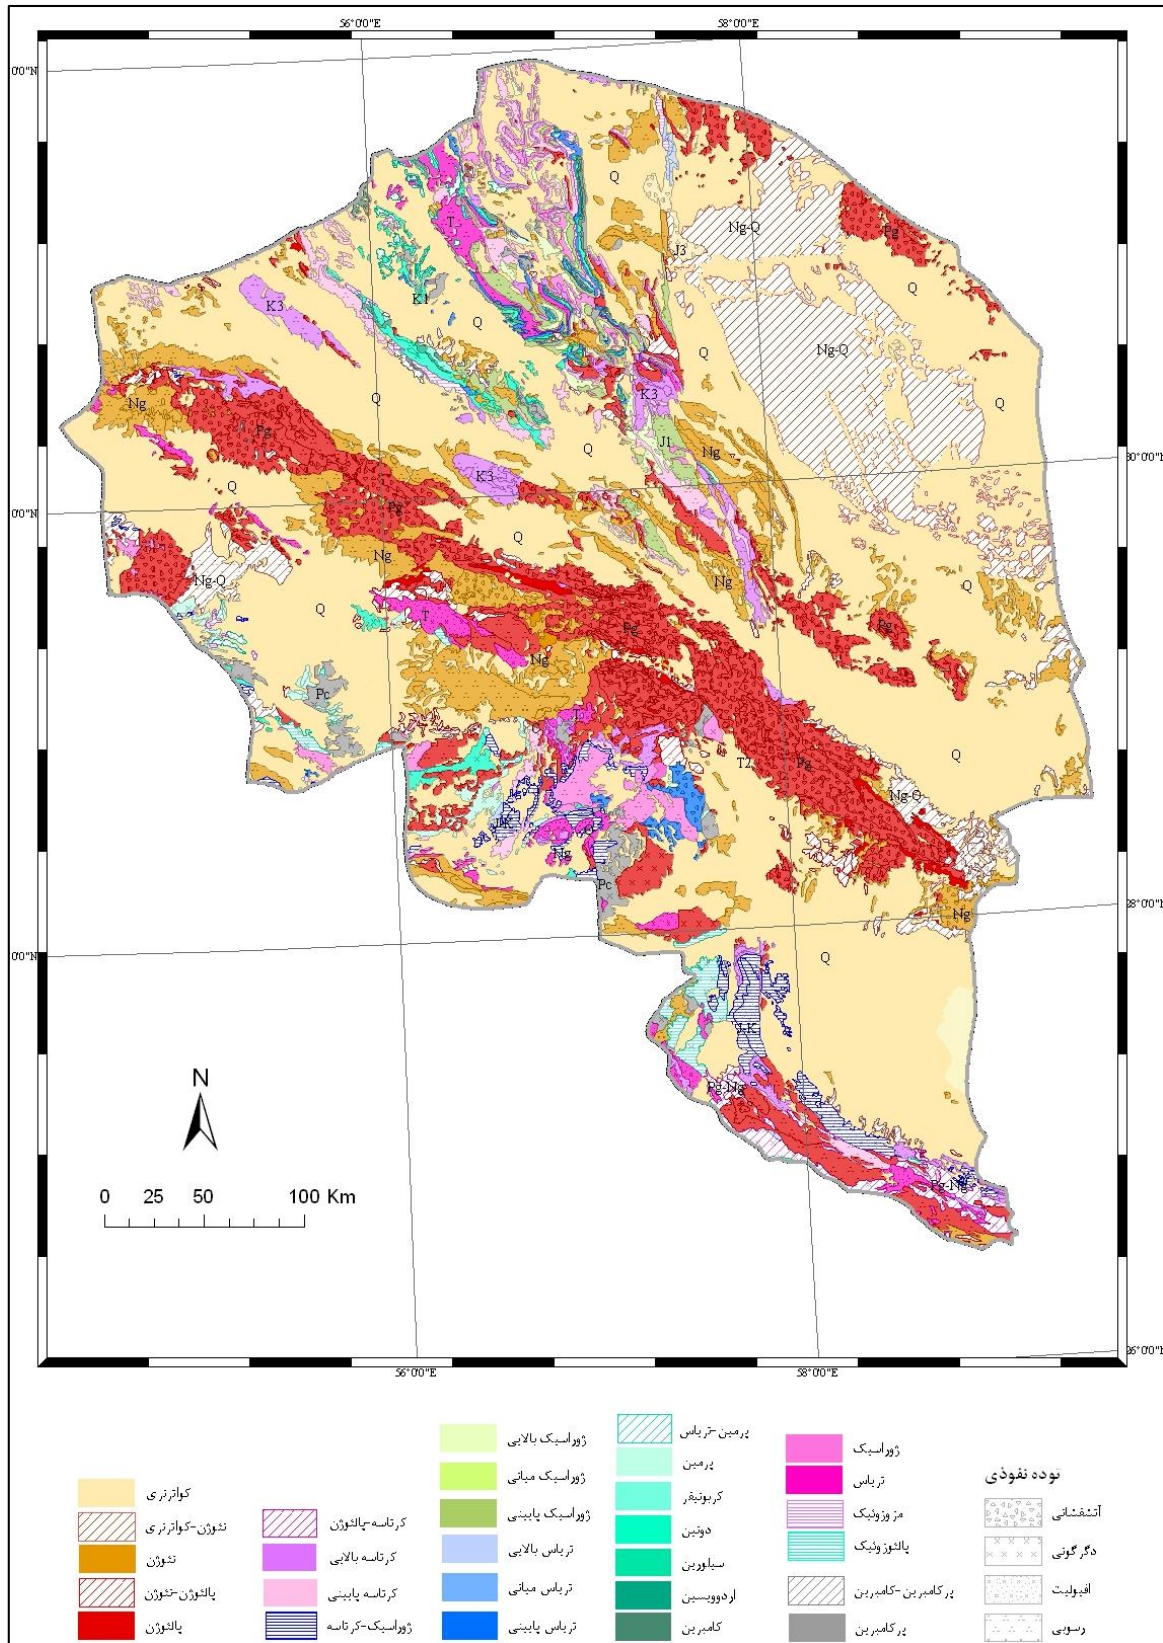 56°0'0"E 58°0'0"E
0'0"N
Q
Ng-Q
Pg
T
J3
K1
K3
Q
Q
Ng-Q
Q
Q
K3
Q
Ng
Pg
J1
Ng
K3
Q
Q
30°0'0"N
0'0"N
Pg
Q
Ng
Ng
Ng-Q
Q
Q
T
Pg
Pg
Ng
Pc
T
Q
T2
Pg
Ng-Q
J-K
Ng
Pc
Ng
28°0'0"N
0'0"N
Q
J-K
Pg-Ng
Pg-Ng
N
0 25 50 100 Km
26°0'0"N
56°0'0"E 58°0'0"E
کواترنری
نئوژن-کواترنری
نئوژن
پالئوژن-نئوژن
پالئوژن
کرتاسه-پالئوژن
کرتاسه بالایی
کرتاسه پایینی
ژوراسیک-کرتاسه
ژوراسیک بالایی
ژوراسیک میانی
ژوراسیک پایینی
تریاس بالایی
تریاس میانی
تریاس پایینی
پرمین-تریاس
پرمین
کربونیفر
دونین
سیلورین
اردوویسین
کامبرین
ژوراسیک
تریاس
مزوزوئیک
پالئوزوئیک
پرکامبرین-کامبرین
پرکامبرین
توده نفوذی
آتشفشانی
دگرگونی
افیولیت
رسوبی